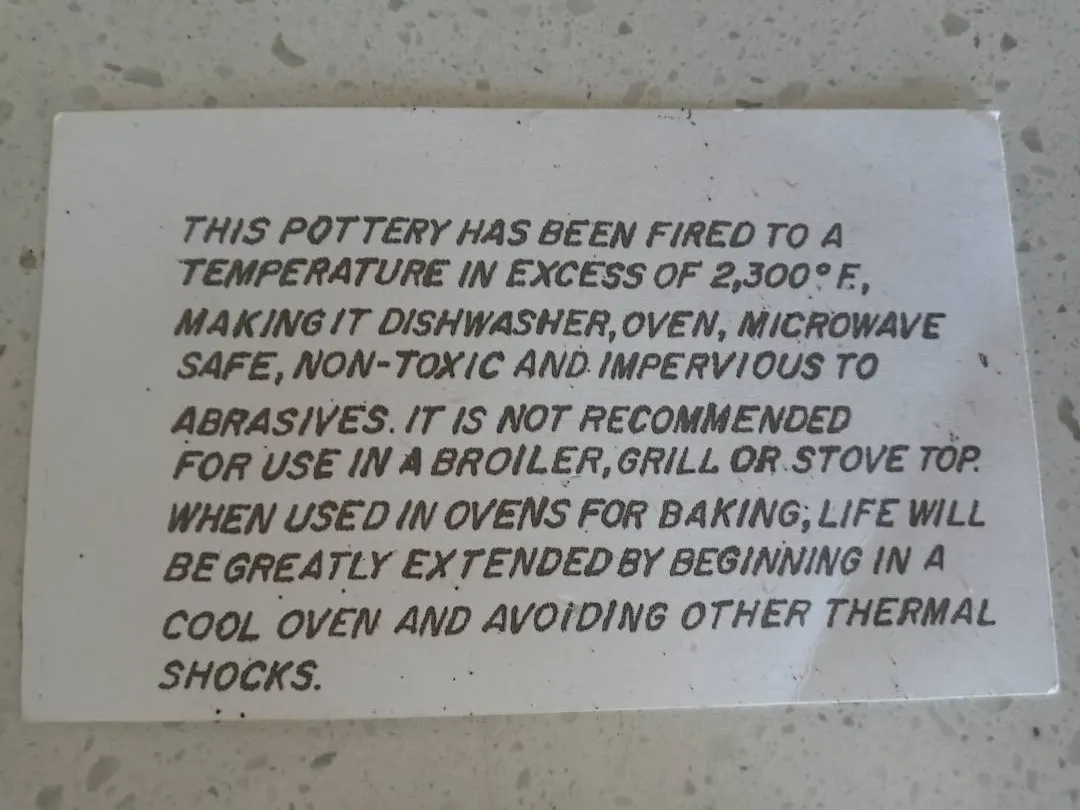 THIS POTTERY HAS BEEN FIRED TO A
TEMPERATURE IN EXCESS OF 2,300° F.,
MAKING IT DISHWASHER, OVEN, MICROWAVE
SAFE, NON-TOXIC AND IMPERVIOUS TO
ABRASIVES. IT IS NOT RECOMMENDED
FOR USE IN A BROILER, GRILL OR STOVE TOP.
WHEN USED IN OVENS FOR BAKING, LIFE WILL
BE GREATLY EXTENDED BY BEGINNING IN A
COOL OVEN AND AVOIDING OTHER THERMAL
SHOCKS.